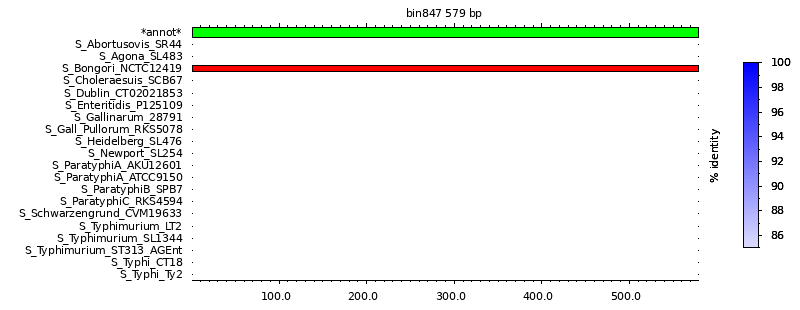 bin847 579 bp
*annot*
S_Abortusovis_SR44
S_Agona_SL483
S_Bongori_NCTC12419
S_Choleraesuis_SCB67
S_Dublin_CT02021853
S_Enteritidis_P125109
S_Gallinarum_28791
S_Gall_Pullorum_RKS5078
S_Heidelberg_SL476
S_Newport_SL254
S_ParatyphiA_AKU12601
S_ParatyphiA_ATCC9150
S_ParatyphiB_SPB7
S_ParatyphiC_RKS4594
S_Schwarzengrund_CVM19633
S_Typhimurium_LT2
S_Typhimurium_SL1344
S_Typhimurium_ST313_AGEnt
S_Typhi_CT18
S_Typhi_Ty2
100.0 200.0 300.0 400.0 500.0
% identity
100
98
96
94
92
90
88
86